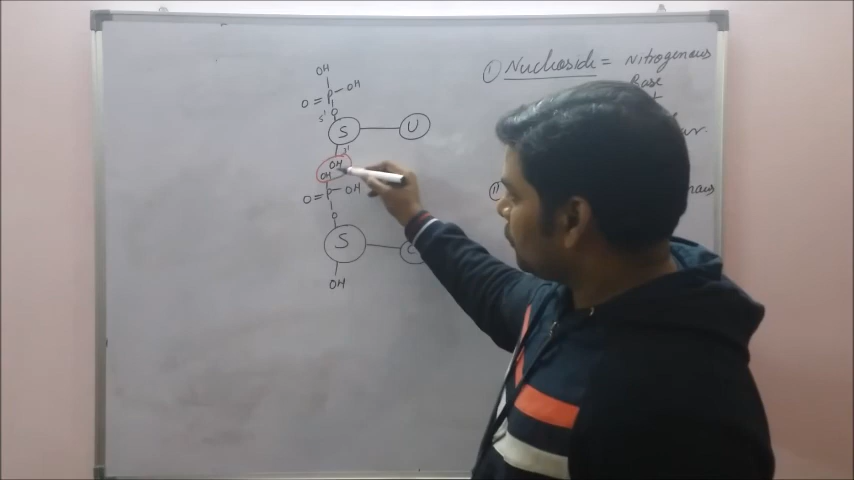 ① Nucleoside = Nitrogenous
Base
OH
O = P - OH
O
5'
S — U
3'
OH
OH
O = P - OH
O
S — C
OH